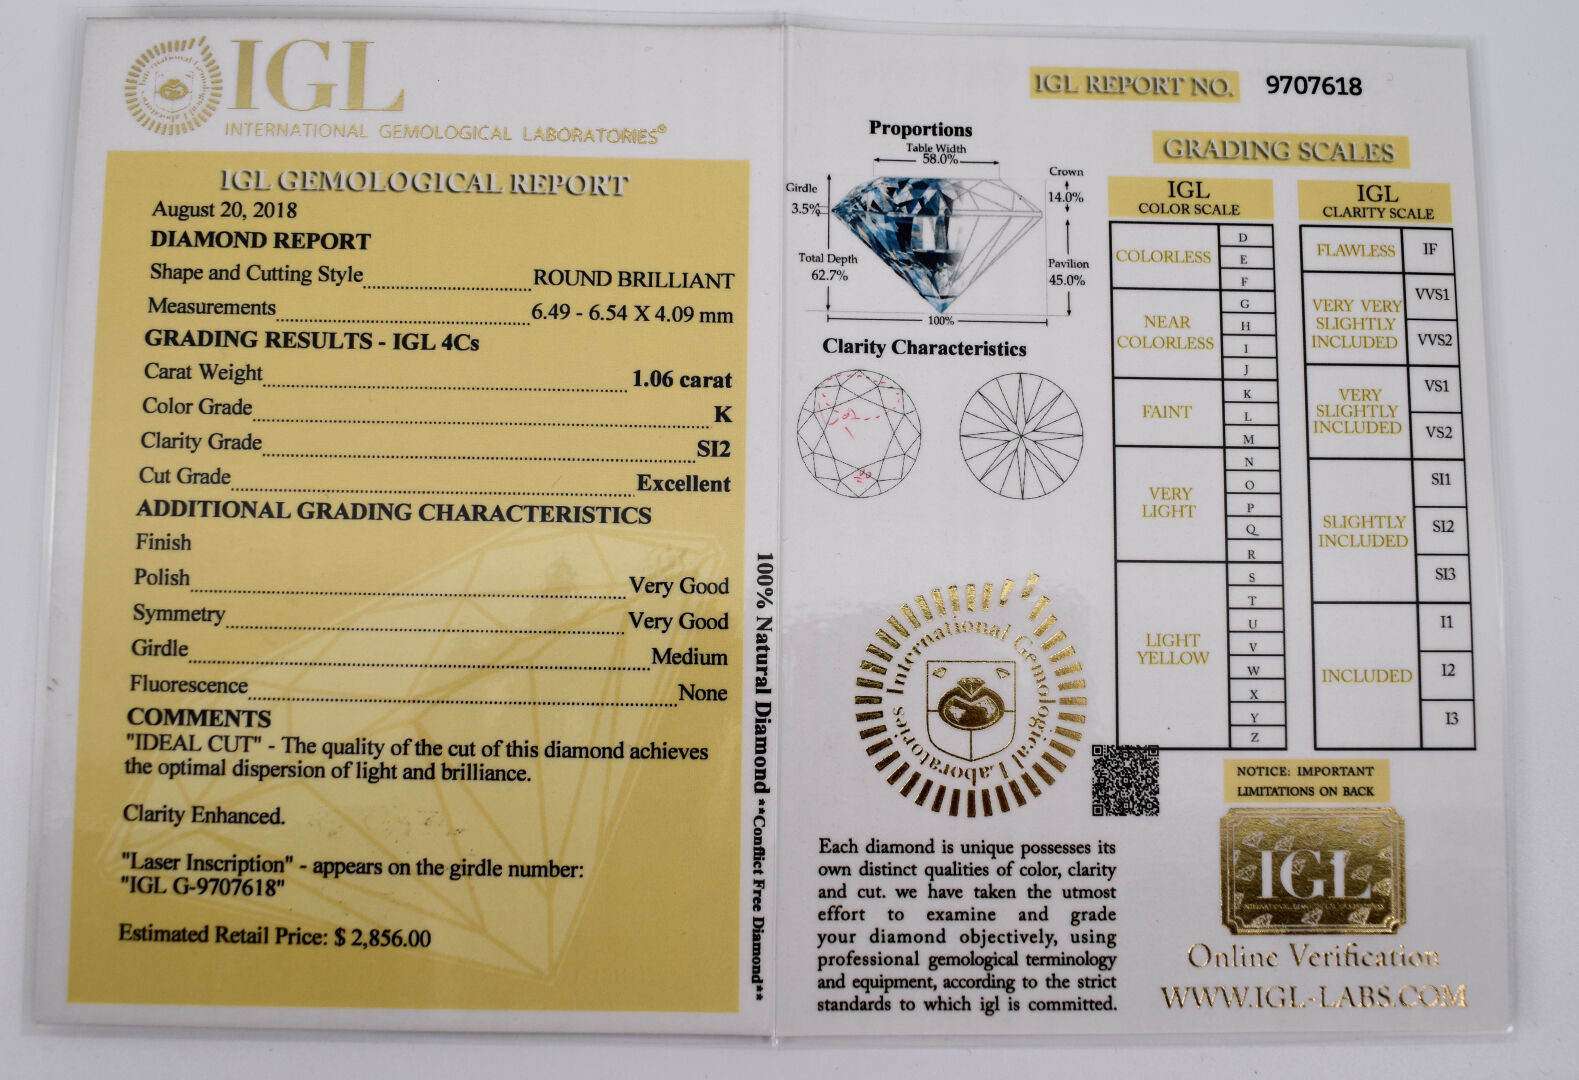 IGL
INTERNATIONAL GEMOLOGICAL LABORATORIES®
IGL GEMOLOGICAL REPORT
August 20, 2018
DIAMOND REPORT
Shape and Cutting Style ROUND BRILLIANT
Measurements 6.49 - 6.54 X 4.09 mm
GRADING RESULTS - IGL 4Cs
Carat Weight 1.06 carat
Color Grade K
Clarity Grade SI2
Cut Grade Excellent
ADDITIONAL GRADING CHARACTERISTICS
Finish
Polish Very Good
Symmetry Very Good
Girdle Medium
Fluorescence None
COMMENTS
"IDEAL CUT" - The quality of the cut of this diamond achieves
the optimal dispersion of light and brilliance.
Clarity Enhanced.
"Laser Inscription" - appears on the girdle number:
"IGL G-9707618"
Estimated Retail Price: $ 2,856.00
100% Natural Diamond **Conflict Free Diamond**
IGL REPORT NO. 9707618
Proportions
Table Width
58.0%
Crown
14.0%
Girdle
3.5%
Total Depth
62.7%
Pavilion
45.0%
100%
Clarity Characteristics
International Gemological Laboratories
Each diamond is unique possesses its
own distinct qualities of color, clarity
and cut. we have taken the utmost
effort to examine and grade
your diamond objectively, using
professional gemological terminology
and equipment, according to the strict
standards to which igl is committed.
GRADING SCALES
IGL
COLOR SCALE
COLORLESS
D
E
F
NEAR
COLORLESS
G
H
I
J
FAINT
K
L
M
VERY
LIGHT
N
O
P
Q
R
LIGHT
YELLOW
S
T
U
V
W
X
Y
Z
IGL
CLARITY SCALE
FLAWLESS
IF
VERY VERY
SLIGHTLY
INCLUDED
VVS1
VVS2
VERY
SLIGHTLY
INCLUDED
VS1
VS2
SLIGHTLY
INCLUDED
SI1
SI2
SI3
INCLUDED
I1
I2
I3
NOTICE: IMPORTANT
LIMITATIONS ON BACK
IGL
INTERNATIONAL GEMOLOGICAL LABORATORIES
Online Verification
WWW.IGL-LABS.COM